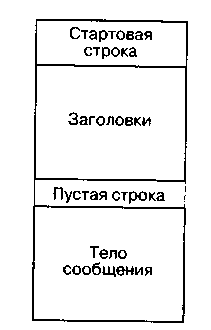 Стартовая
строка
Заголовки
Пустая строка
Тело
сообщения